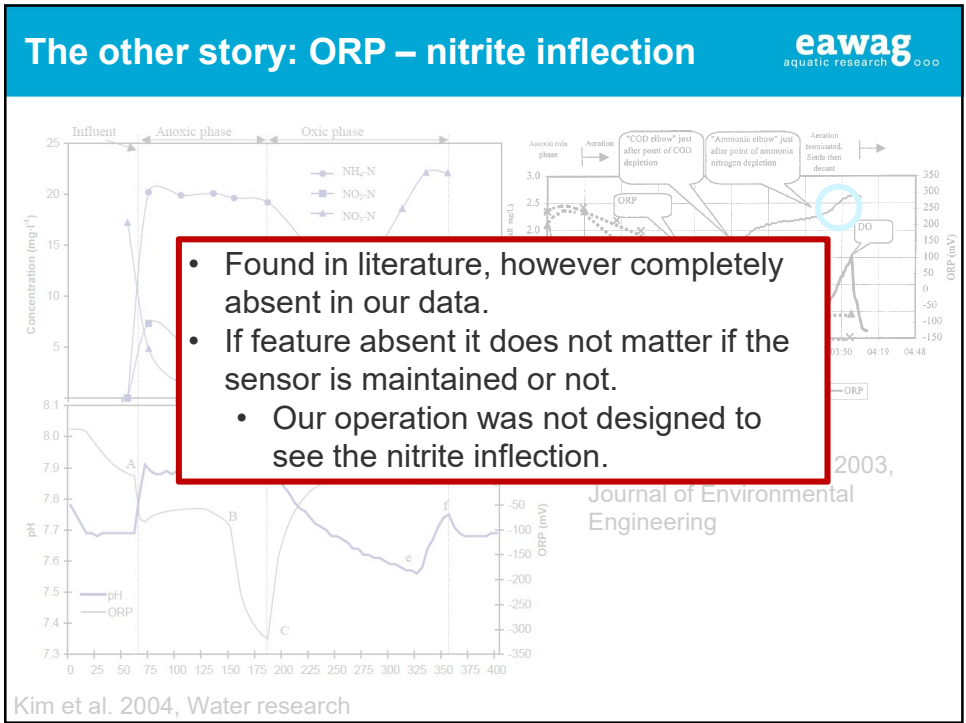 The other story: ORP – nitrite inflection
eawag
aquatic research
Influent
Anoxic phase
Oxic phase
25
20
15
10
5
Concentration (mg·l⁻¹)
NH₄-N
NO₂-N
NO₃-N
Anoxic mix
phase
Aeration
"COD elbow" just
after point of COD
depletion
"Ammonia elbow" just
after point of ammonia
nitrogen depletion
Aeration
terminated.
Settle then
decant
3.0
2.5
2.0
ORP
DO
350
300
250
200
150
100
50
0
-50
-100
-150
ORP (mV)
03:50 04:19 04:48
ORP
• Found in literature, however completely
absent in our data.
• If feature absent it does not matter if the
sensor is maintained or not.
• Our operation was not designed to
see the nitrite inflection.
2003,
Journal of Environmental
Engineering
8.1
8.0
7.9
7.8
7.7
7.6
7.5
7.4
7.3
pH
A
B
C
e
f
pH
ORP
-50
-100
-150
-200
-250
-300
-350
ORP (mV)
0 25 50 75 100 125 150 175 200 225 250 275 300 325 350 375 400
Kim et al. 2004, Water research